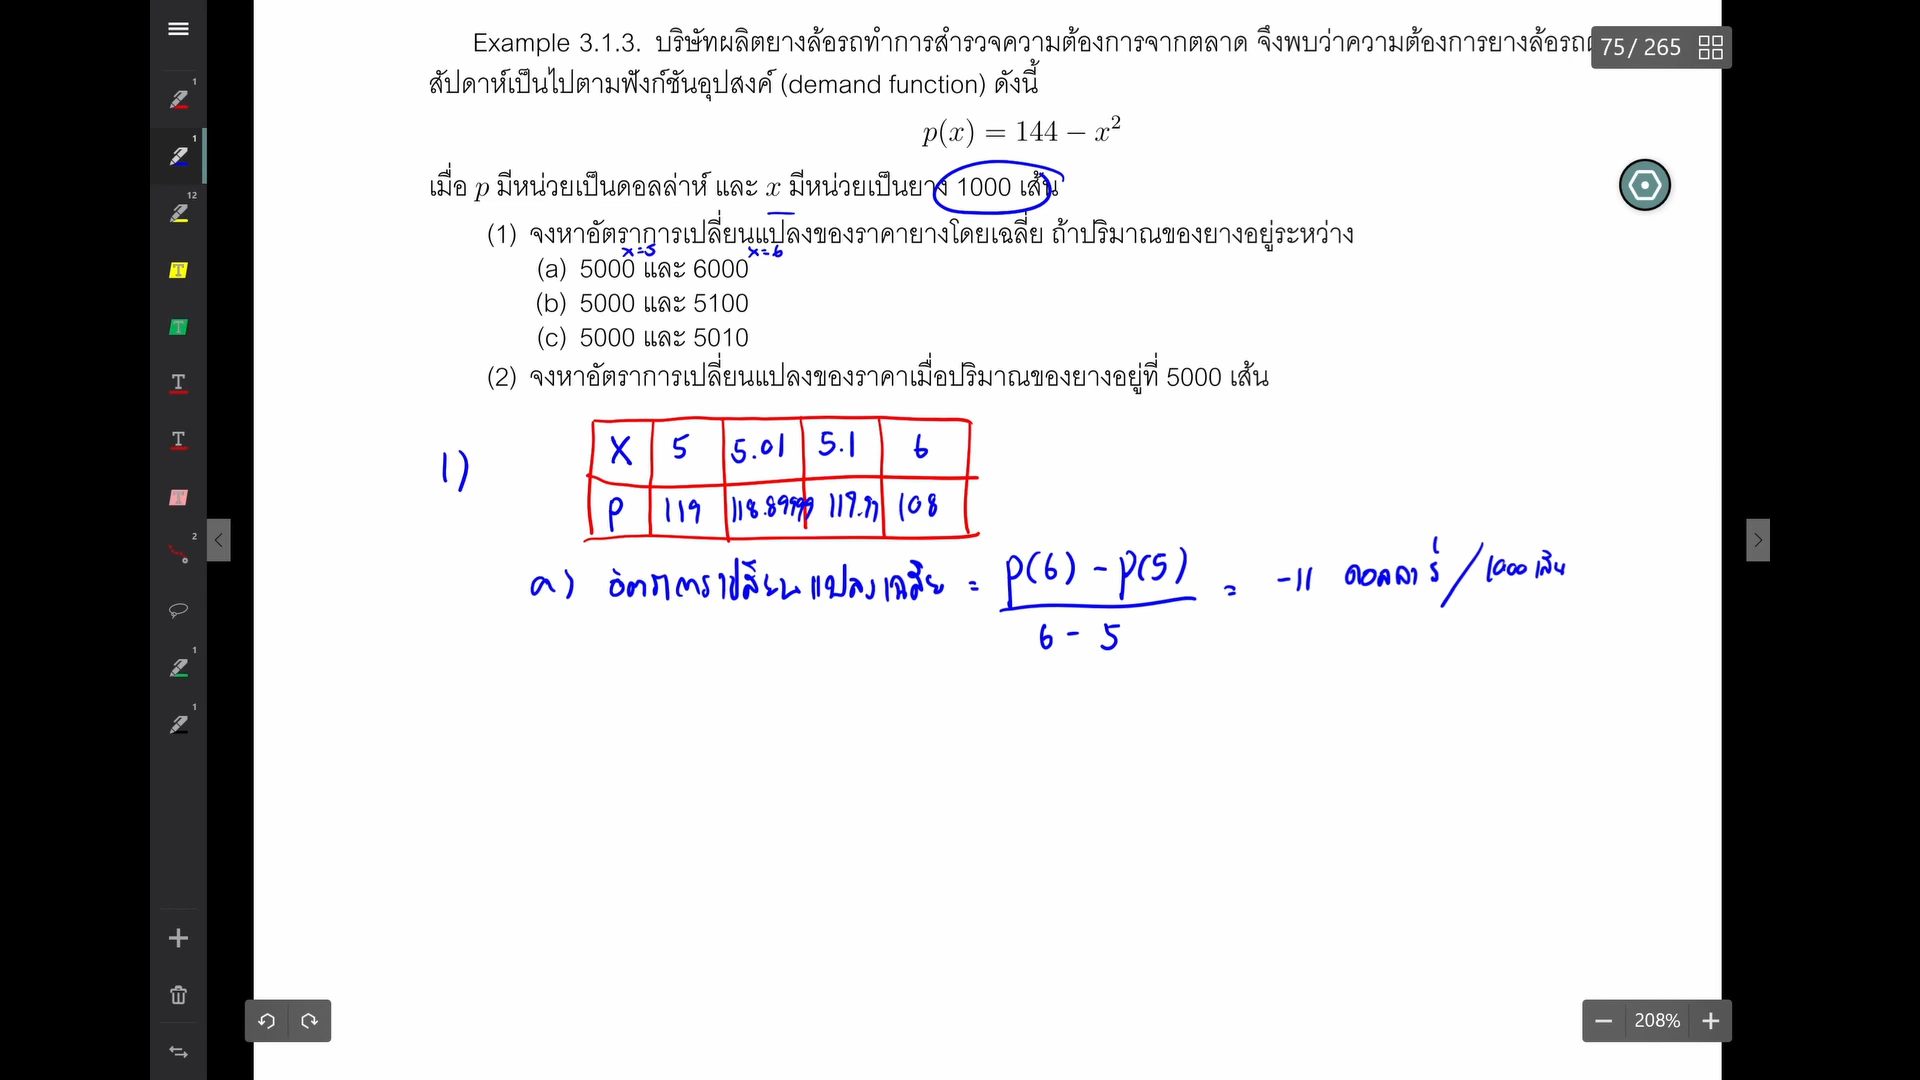 Example 3.1.3. บริษัทผลิตยางล้อรถทำการสำรวจความต้องการจากตลาด จึงพบว่าความต้องการยางล้อรถ
75/ 265
สัปดาห์เป็นไปตามฟังก์ชันอุปสงค์ (demand function) ดังนี้
p(x) = 144 − x²
เมื่อ p มีหน่วยเป็นดอลล่าห์ และ x มีหน่วยเป็นยาง 1000 เส้น
(1) จงหาอัตราการเปลี่ยนแปลงของราคายางโดยเฉลี่ย ถ้าปริมาณของยางอยู่ระหว่าง
x=5 x=6
(a) 5000 และ 6000
(b) 5000 และ 5100
(c) 5000 และ 5010
(2) จงหาอัตราการเปลี่ยนแปลงของราคาเมื่อปริมาณของยางอยู่ที่ 5000 เส้น
1)
X 5 5.01 5.1 6
P 119 118.8999 117.99 108
a) อัตราการเปลี่ยนแปลงเฉลี่ย = p(6) - p(5) / 6 - 5 = -11 ดอลลาร์ / 1000 เส้น
208%